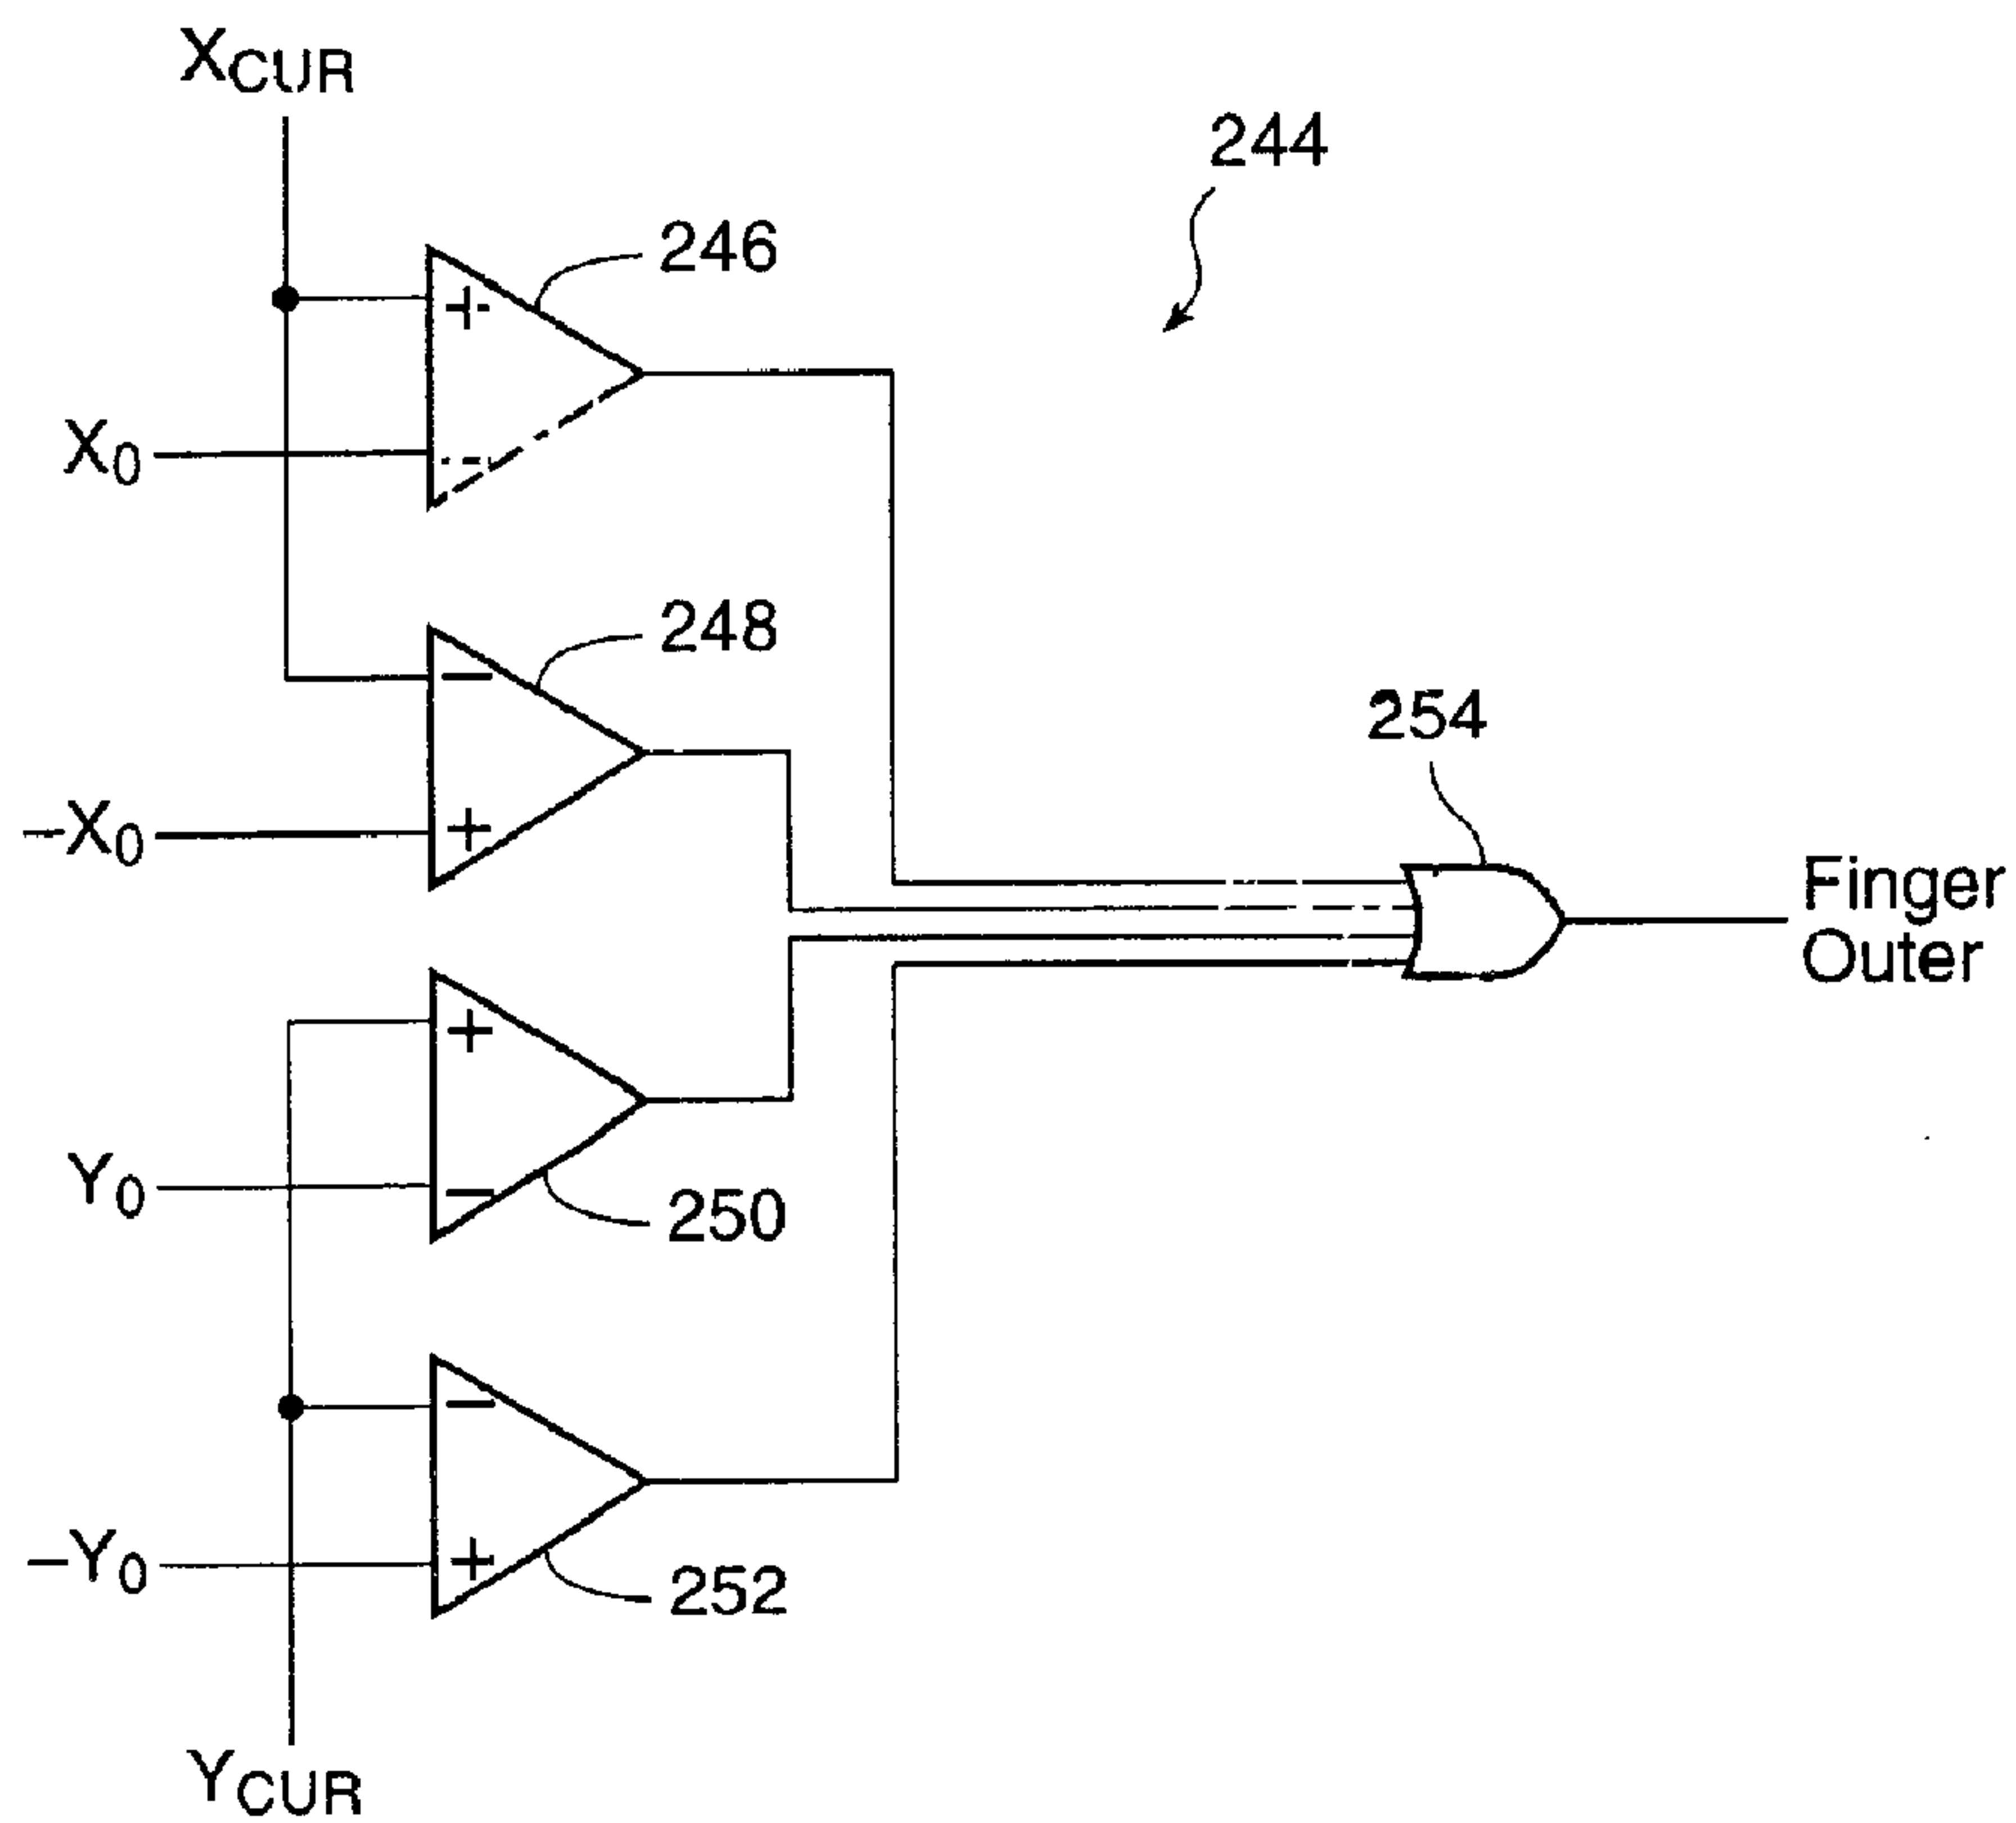 XCUR
244
246
+
X0
-
248
−
254
−X0
+
Finger
Outer
+
Y0
−
250
−
−Y0
+
252
YCUR